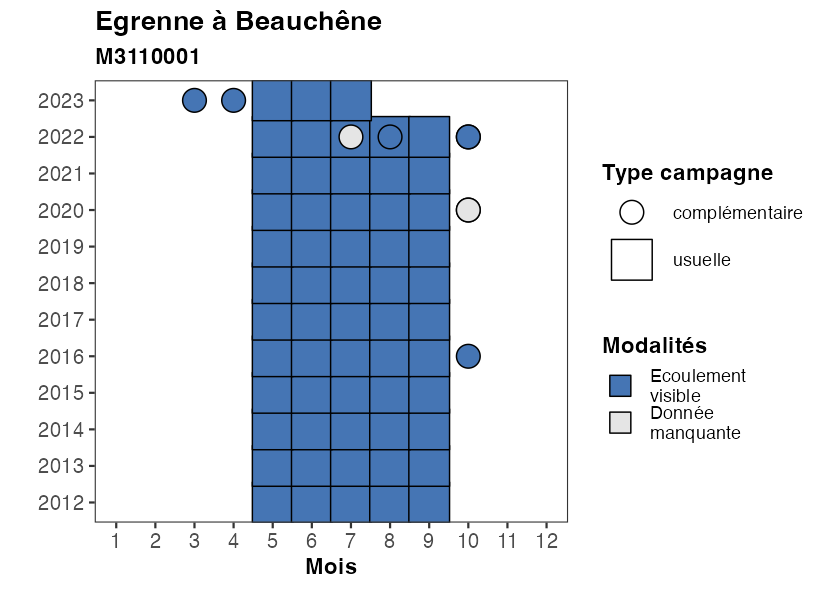 Egrenne à Beauchêne
M3110001
2023
2022
2021
2020
2019
2018
2017
2016
2015
2014
2013
2012
1 2 3 4 5 6 7 8 9 10 11 12
Mois
Type campagne
complémentaire
usuelle
Modalités
Ecoulement
visible
Donnée
manquante